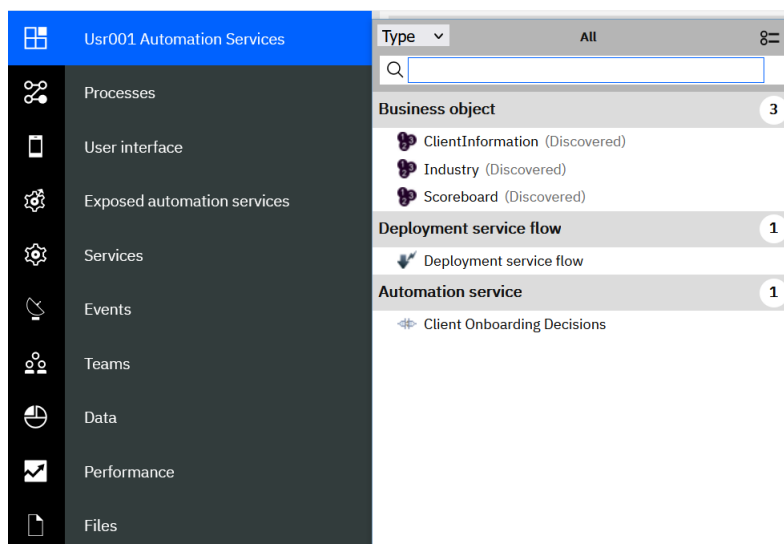 Usr001 Automation Services
Processes
User interface
Exposed automation services
Services
Events
Teams
Data
Performance
Files
Type
All
Business object 3
ClientInformation (Discovered)
Industry (Discovered)
Scoreboard (Discovered)
Deployment service flow 1
Deployment service flow
Automation service 1
Client Onboarding Decisions